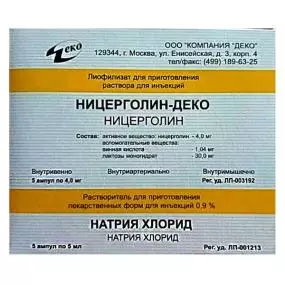 ДЕКО
ООО "КОМПАНИЯ "ДЕКО"
129344, г. Москва, ул. Енисейская, д. 3, корп. 4
тел/факс: (499) 189-63-25
Лиофилизат для приготовления
раствора для инъекций
НИЦЕРГОЛИН-ДЕКО
НИЦЕРГОЛИН
Состав: активное вещество: ницерголин - 4,0 мг
вспомогательные вещества:
винная кислота - 1,04 мг
лактозы моногидрат - 30,0 мг
Внутривенно Внутриартериально Внутримышечно
5 ампул по 4,0 мг Рег. уд. ЛП-003192
Растворитель для приготовления
лекарственных форм для инъекций 0,9 %
НАТРИЯ ХЛОРИД
НАТРИЯ ХЛОРИД
5 ампул по 5 мл Рег. уд. ЛП-001213